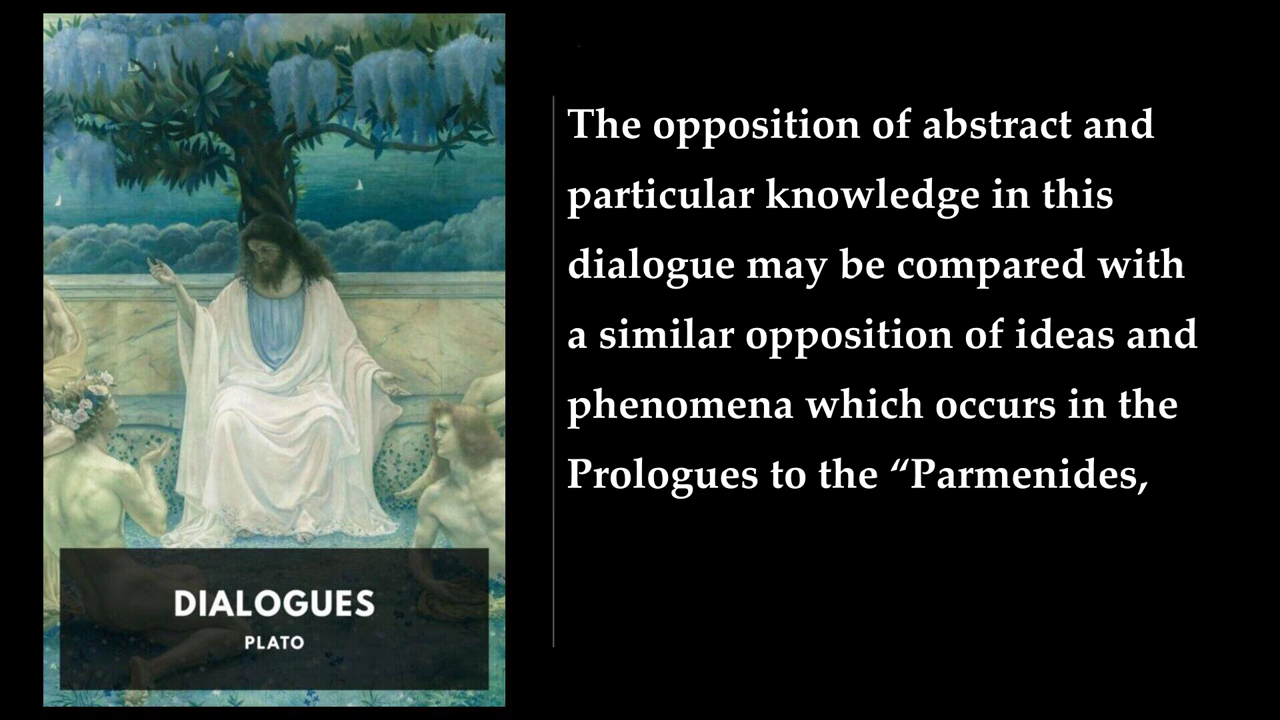 The opposition of abstract and
particular knowledge in this
dialogue may be compared with
a similar opposition of ideas and
phenomena which occurs in the
Prologues to the “Parmenides,
DIALOGUES
PLATO